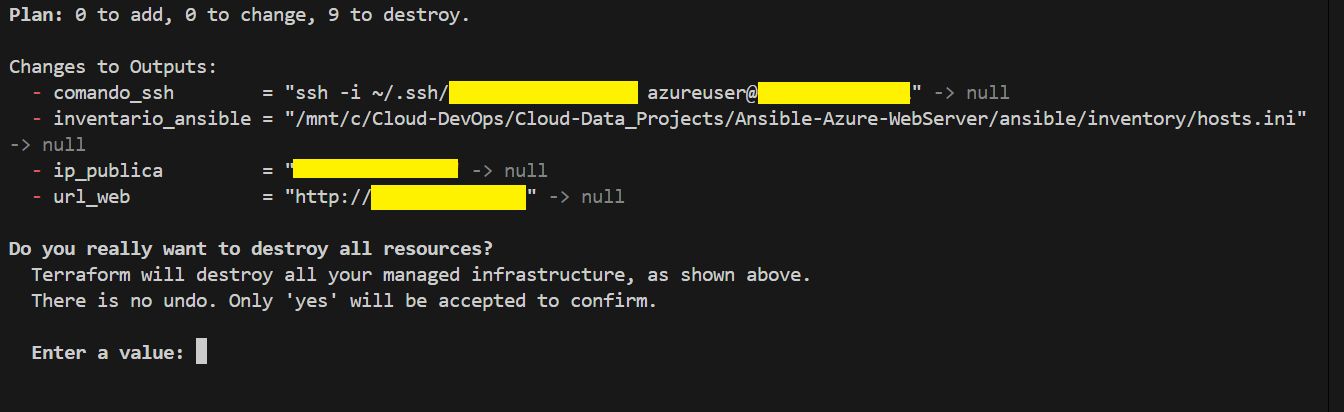 Plan: 0 to add, 0 to change, 9 to destroy.
Changes to Outputs:
- comando_ssh = "ssh -i ~/.ssh/ azureuser@" -> null
- inventario_ansible = "/mnt/c/Cloud-DevOps/Cloud-Data_Projects/Ansible-Azure-WebServer/ansible/inventory/hosts.ini"
-> null
- ip_publica = " -> null
- url_web = "http://" -> null
Do you really want to destroy all resources?
Terraform will destroy all your managed infrastructure, as shown above.
There is no undo. Only 'yes' will be accepted to confirm.
Enter a value: